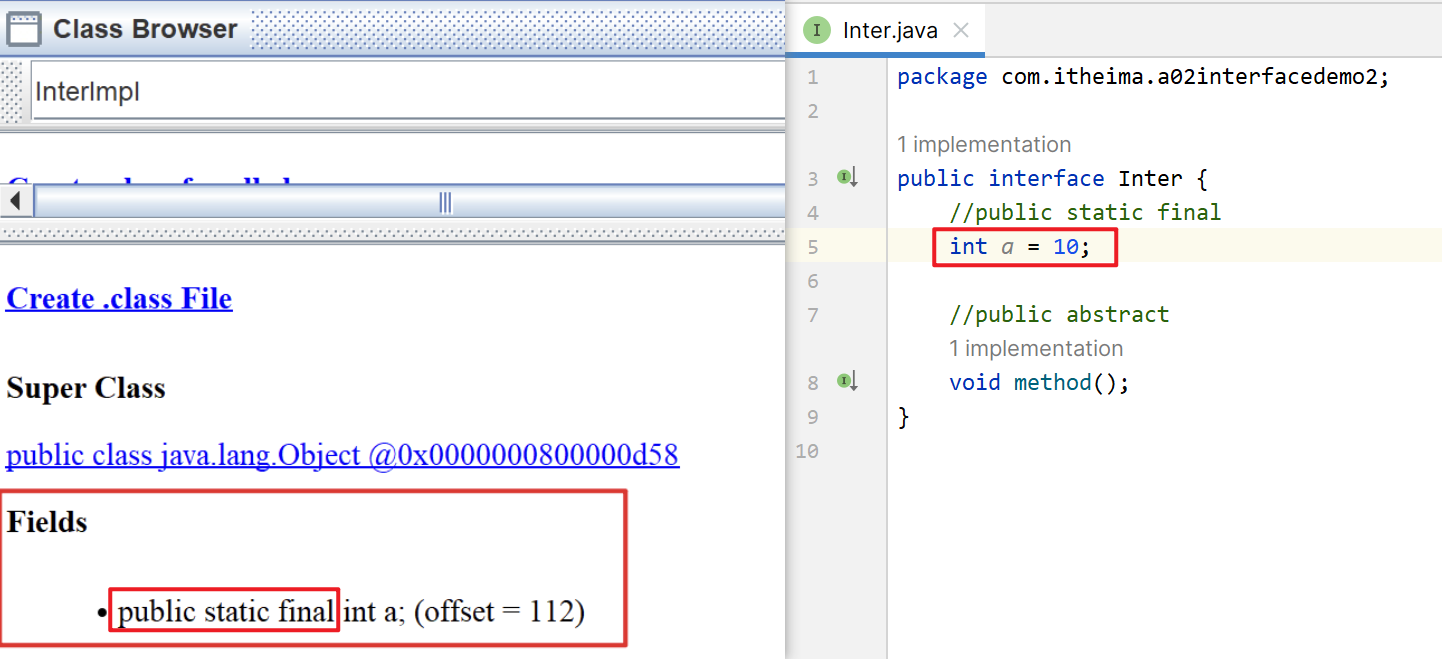 Class Browser
InterImpl
Create .class File
Super Class
public class java.lang.Object @0x0000000800000d58
Fields
• public static final int a; (offset = 112)
I Inter.java
1 package com.itheima.a02interfacedemo2;
2
1 implementation
3 public interface Inter {
4 //public static final
5 int a = 10;
6
7 //public abstract
1 implementation
8 void method();
9 }
10